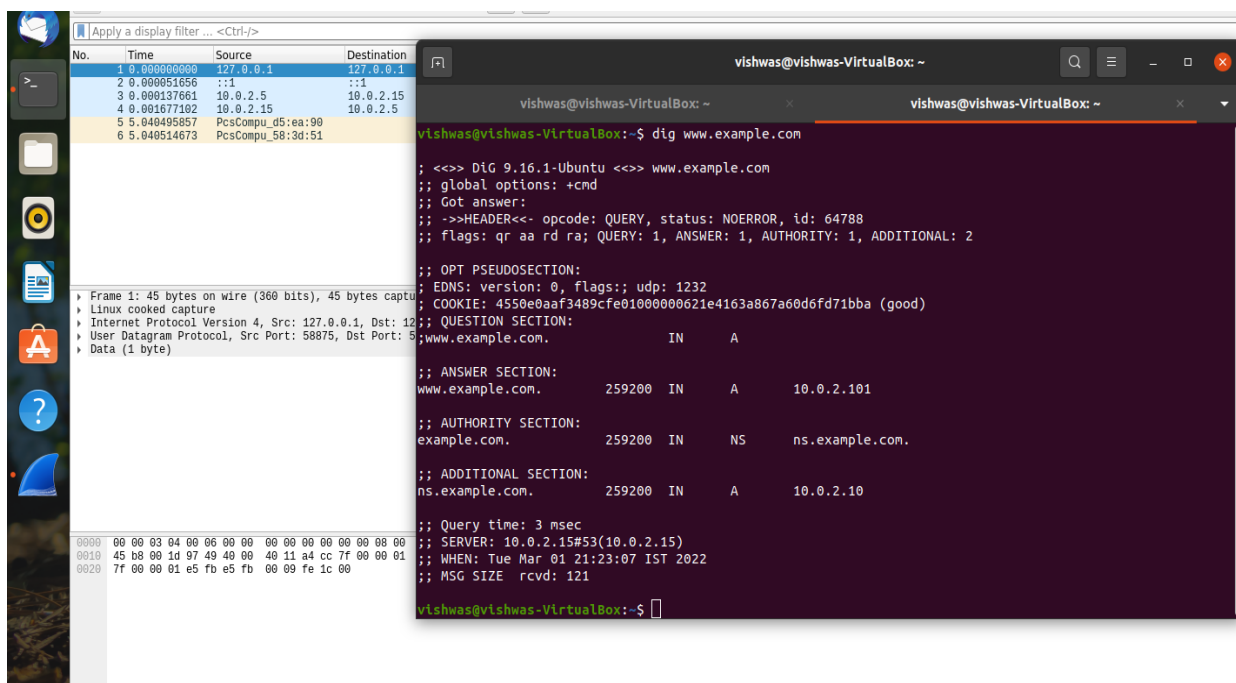 Apply a display filter ... <Ctrl-/>
No. Time Source Destination
1 0.000000000 127.0.0.1 127.0.0.1
2 0.000051656 ::1 ::1
3 0.000137661 10.0.2.5 10.0.2.15
4 0.001677102 10.0.2.15 10.0.2.5
5 5.040495857 PcsCompu_d5:ea:90
6 5.040514673 PcsCompu_58:3d:51
Frame 1: 45 bytes on wire (360 bits), 45 bytes captu
Linux cooked capture
Internet Protocol Version 4, Src: 127.0.0.1, Dst: 12
User Datagram Protocol, Src Port: 58875, Dst Port: 5
Data (1 byte)
0000 00 00 03 04 00 06 00 00 00 00 00 00 00 00 08 00
0010 45 b8 00 1d 97 49 40 00 40 11 a4 cc 7f 00 00 01
0020 7f 00 00 01 e5 fb e5 fb 00 09 fe 1c 00
vishwas@vishwas-VirtualBox: ~
vishwas@vishwas-VirtualBox: ~ vishwas@vishwas-VirtualBox: ~
vishwas@vishwas-VirtualBox:~$ dig www.example.com
; <<>> DiG 9.16.1-Ubuntu <<>> www.example.com
;; global options: +cmd
;; Got answer:
;; ->>HEADER<<- opcode: QUERY, status: NOERROR, id: 64788
;; flags: qr aa rd ra; QUERY: 1, ANSWER: 1, AUTHORITY: 1, ADDITIONAL: 2
;; OPT PSEUDOSECTION:
; EDNS: version: 0, flags:; udp: 1232
; COOKIE: 4550e0aaf3489cfe01000000621e4163a867a60d6fd71bba (good)
;; QUESTION SECTION:
;www.example.com. IN A
;; ANSWER SECTION:
www.example.com. 259200 IN A 10.0.2.101
;; AUTHORITY SECTION:
example.com. 259200 IN NS ns.example.com.
;; ADDITIONAL SECTION:
ns.example.com. 259200 IN A 10.0.2.10
;; Query time: 3 msec
;; SERVER: 10.0.2.15#53(10.0.2.15)
;; WHEN: Tue Mar 01 21:23:07 IST 2022
;; MSG SIZE rcvd: 121
vishwas@vishwas-VirtualBox:~$